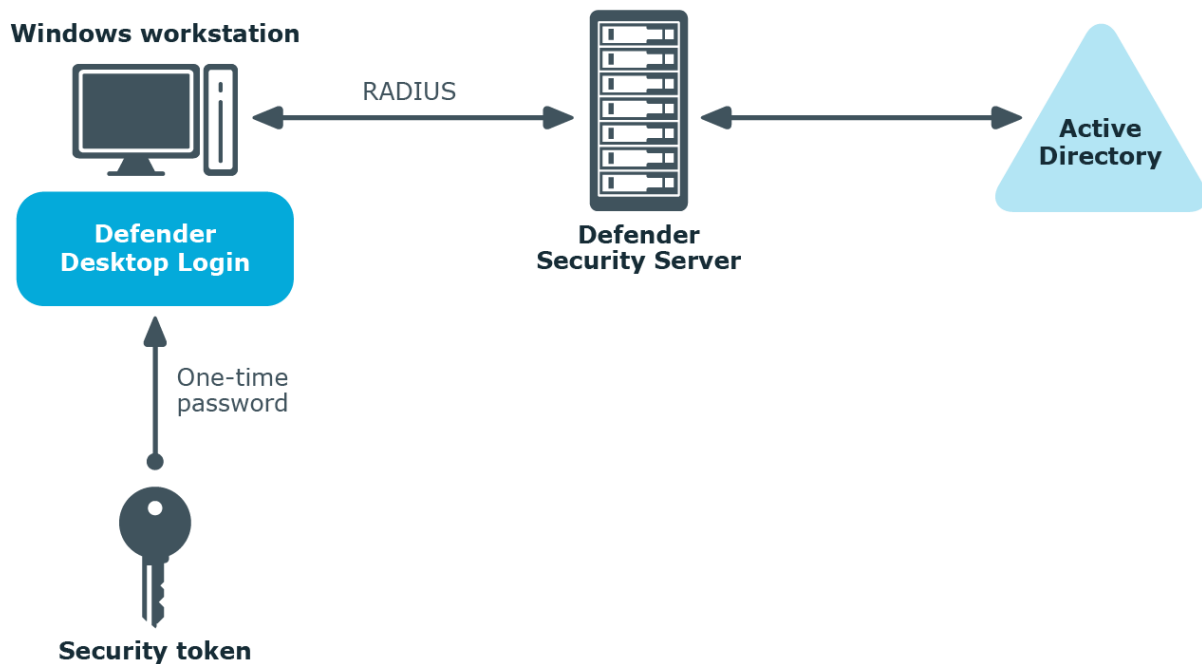 Windows workstation
RADIUS
Active
Directory
Defender
Desktop Login
Defender
Security Server
One-time
password
Security token